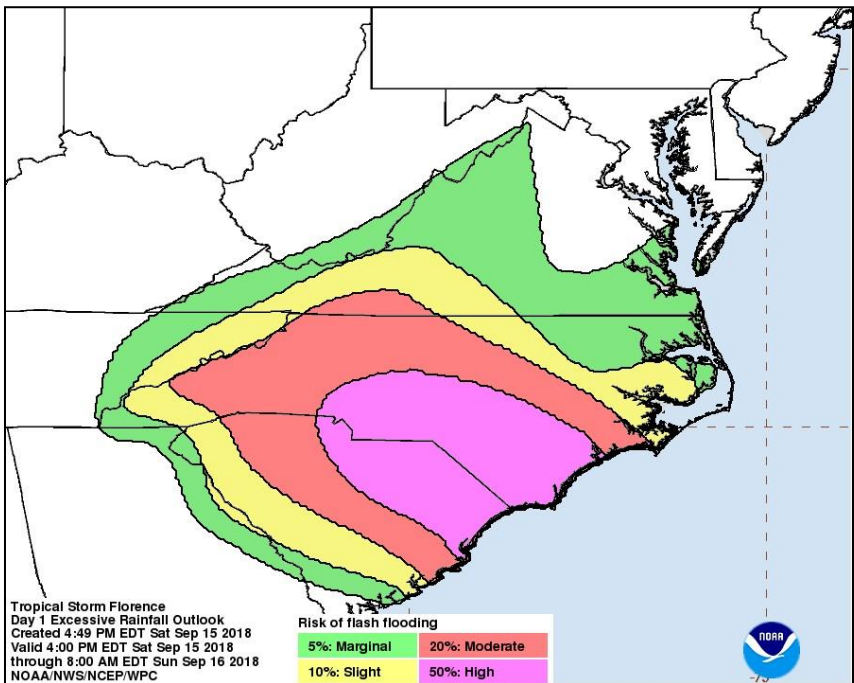 Tropical Storm Florence
Day 1 Excessive Rainfall Outlook
Created 4:49 PM EDT Sat Sep 15 2018
Valid 4:00 PM EDT Sat Sep 15 2018
through 8:00 AM EDT Sun Sep 16 2018
NOAA/NWS/NCEP/WPC
Risk of flash flooding
5%: Marginal
20%: Moderate
10%: Slight
50%: High
NOAA